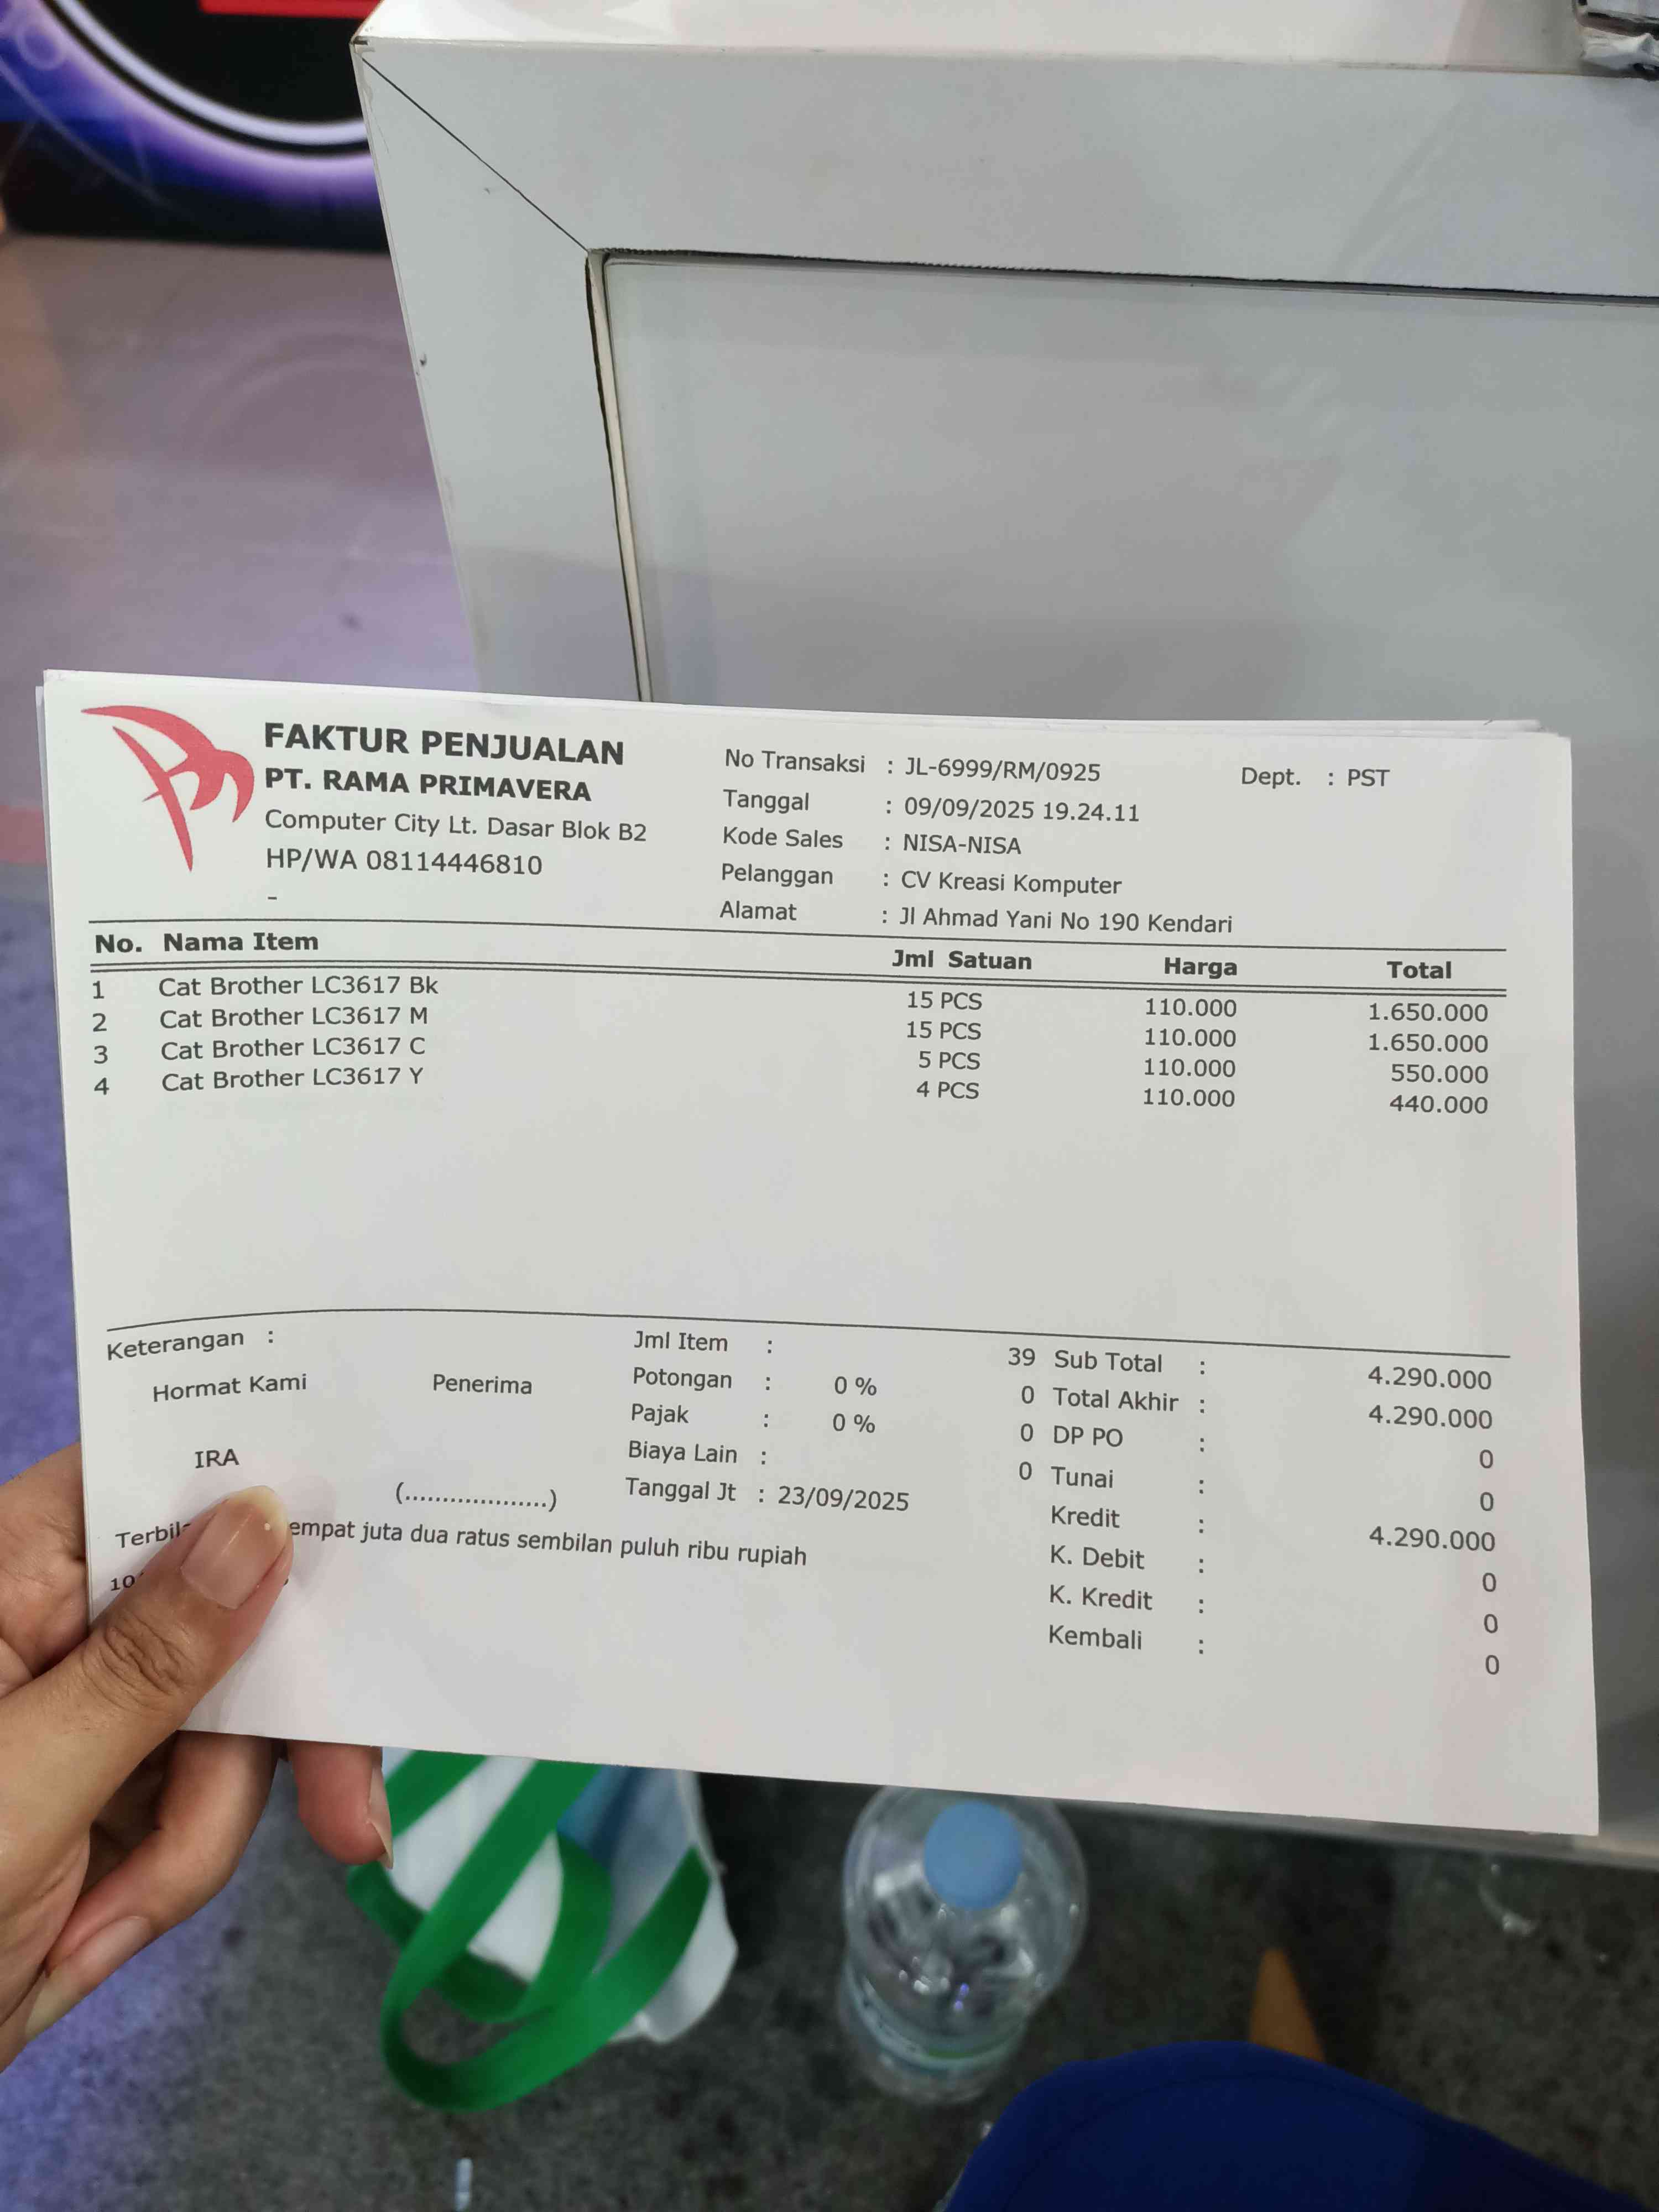 FAKTUR PENJUALAN
PT. RAMA PRIMAVERA
Computer City Lt. Dasar Blok B2
HP/WA 08114446810
-
No Transaksi : JL-6999/RM/0925 Dept. : PST
Tanggal : 09/09/2025 19.24.11
Kode Sales : NISA-NISA
Pelanggan : CV Kreasi Komputer
Alamat : Jl Ahmad Yani No 190 Kendari
No. Nama Item Jml Satuan Harga Total
1 Cat Brother LC3617 Bk 15 PCS 110.000 1.650.000
2 Cat Brother LC3617 M 15 PCS 110.000 1.650.000
3 Cat Brother LC3617 C 5 PCS 110.000 550.000
4 Cat Brother LC3617 Y 4 PCS 110.000 440.000
Keterangan :
Hormat Kami Penerima
IRA
(...................)
Jml Item : 39
Potongan : 0 % 0
Pajak : 0 % 0
Biaya Lain : 0
Tanggal Jt : 23/09/2025
Sub Total : 4.290.000
Total Akhir : 4.290.000
DP PO : 0
Tunai : 0
Kredit : 4.290.000
K. Debit : 0
K. Kredit : 0
Kembali : 0
empat juta dua ratus sembilan puluh ribu rupiah